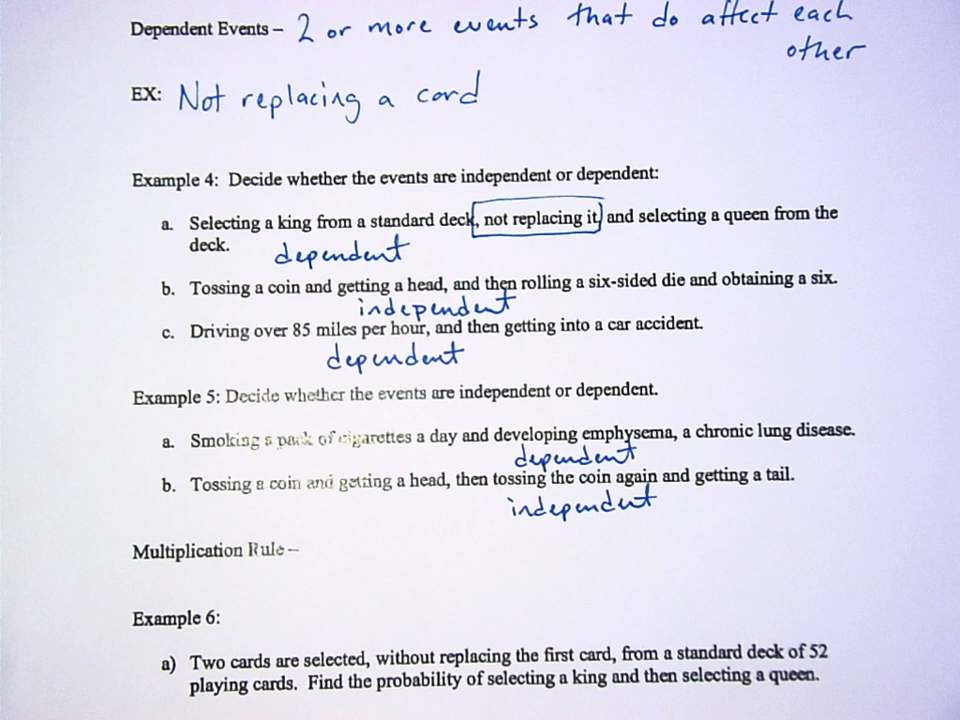 Dependent Events – 2 or more events that do affect each
other
EX: Not replacing a card
Example 4: Decide whether the events are independent or dependent:
a. Selecting a king from a standard deck, not replacing it, and selecting a queen from the
deck.
dependent
b. Tossing a coin and getting a head, and then rolling a six-sided die and obtaining a six.
independent
c. Driving over 85 miles per hour, and then getting into a car accident.
dependent
Example 5: Decide whether the events are independent or dependent.
a. Smoking a pack of cigarettes a day and developing emphysema, a chronic lung disease.
dependent
b. Tossing a coin and getting a head, then tossing the coin again and getting a tail.
independent
Multiplication Rule –
Example 6:
a) Two cards are selected, without replacing the first card, from a standard deck of 52
playing cards. Find the probability of selecting a king and then selecting a queen.